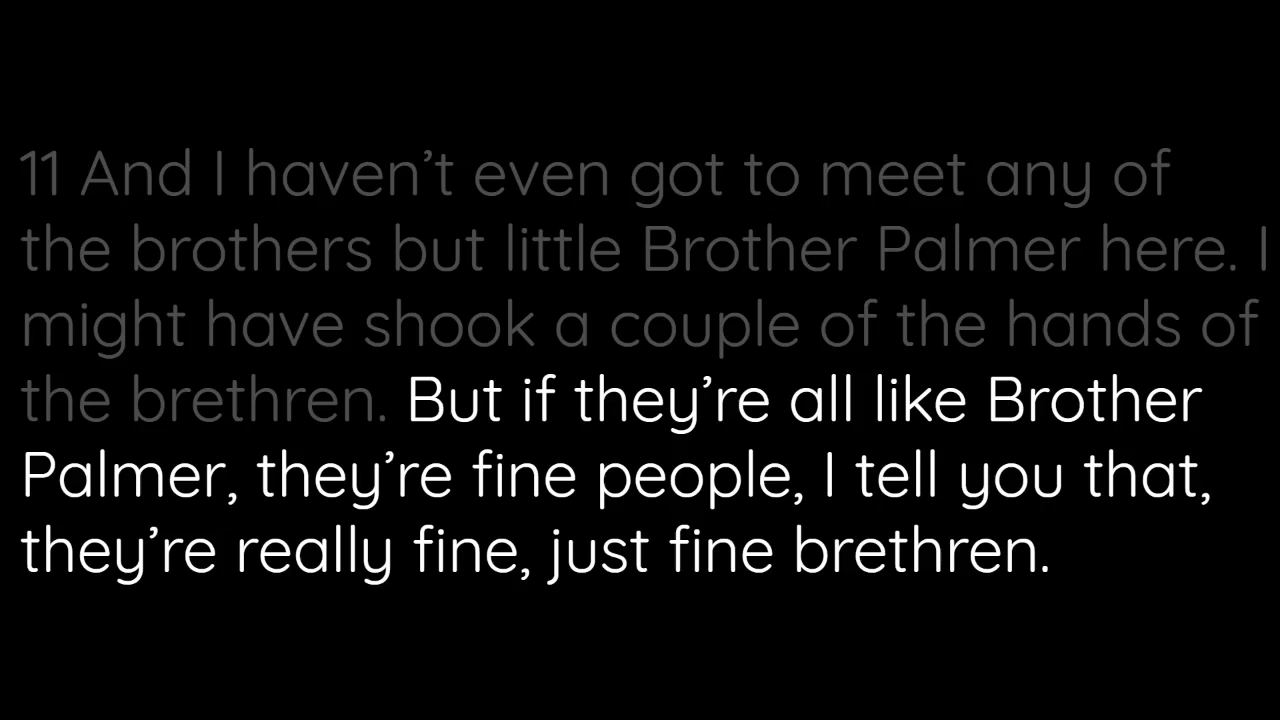 11 And I haven’t even got to meet any of
the brothers but little Brother Palmer here. I
might have shook a couple of the hands of
the brethren. But if they’re all like Brother
Palmer, they’re fine people, I tell you that,
they’re really fine, just fine brethren.